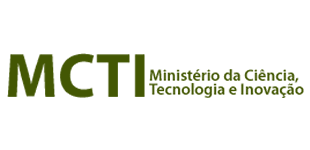 MCTI
Ministério da Ciência,
Tecnologia e Inovação